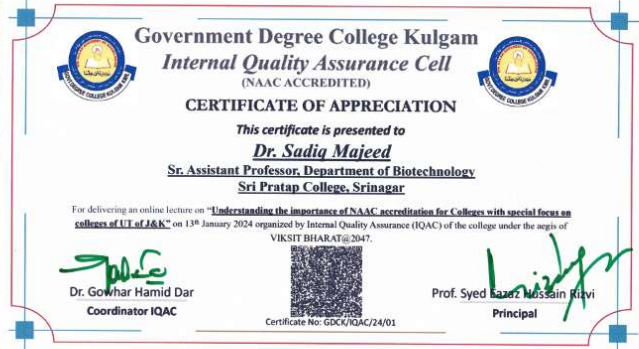 Government Degree College Kulgam
Internal Quality Assurance Cell
(NAAC ACCREDITED)
CERTIFICATE OF APPRECIATION
This certificate is presented to
Dr. Sadiq Majeed
Sr. Assistant Professor, Department of Biotechnology
Sri Pratap College, Srinagar
For delivering an online lecture on "Understanding the importance of NAAC accreditation for Colleges with special focus on
colleges of UT of J&K" on 13th January 2024 organized by Internal Quality Assurance (IQAC) of the college under the aegis of
VIKSIT BHARAT@2047.
Dr. Gowhar Hamid Dar
Coordinator IQAC
Prof. Syed Eazaz Hussain Rizvi
Principal
Certificate No: GDCK/IQAC/24/01